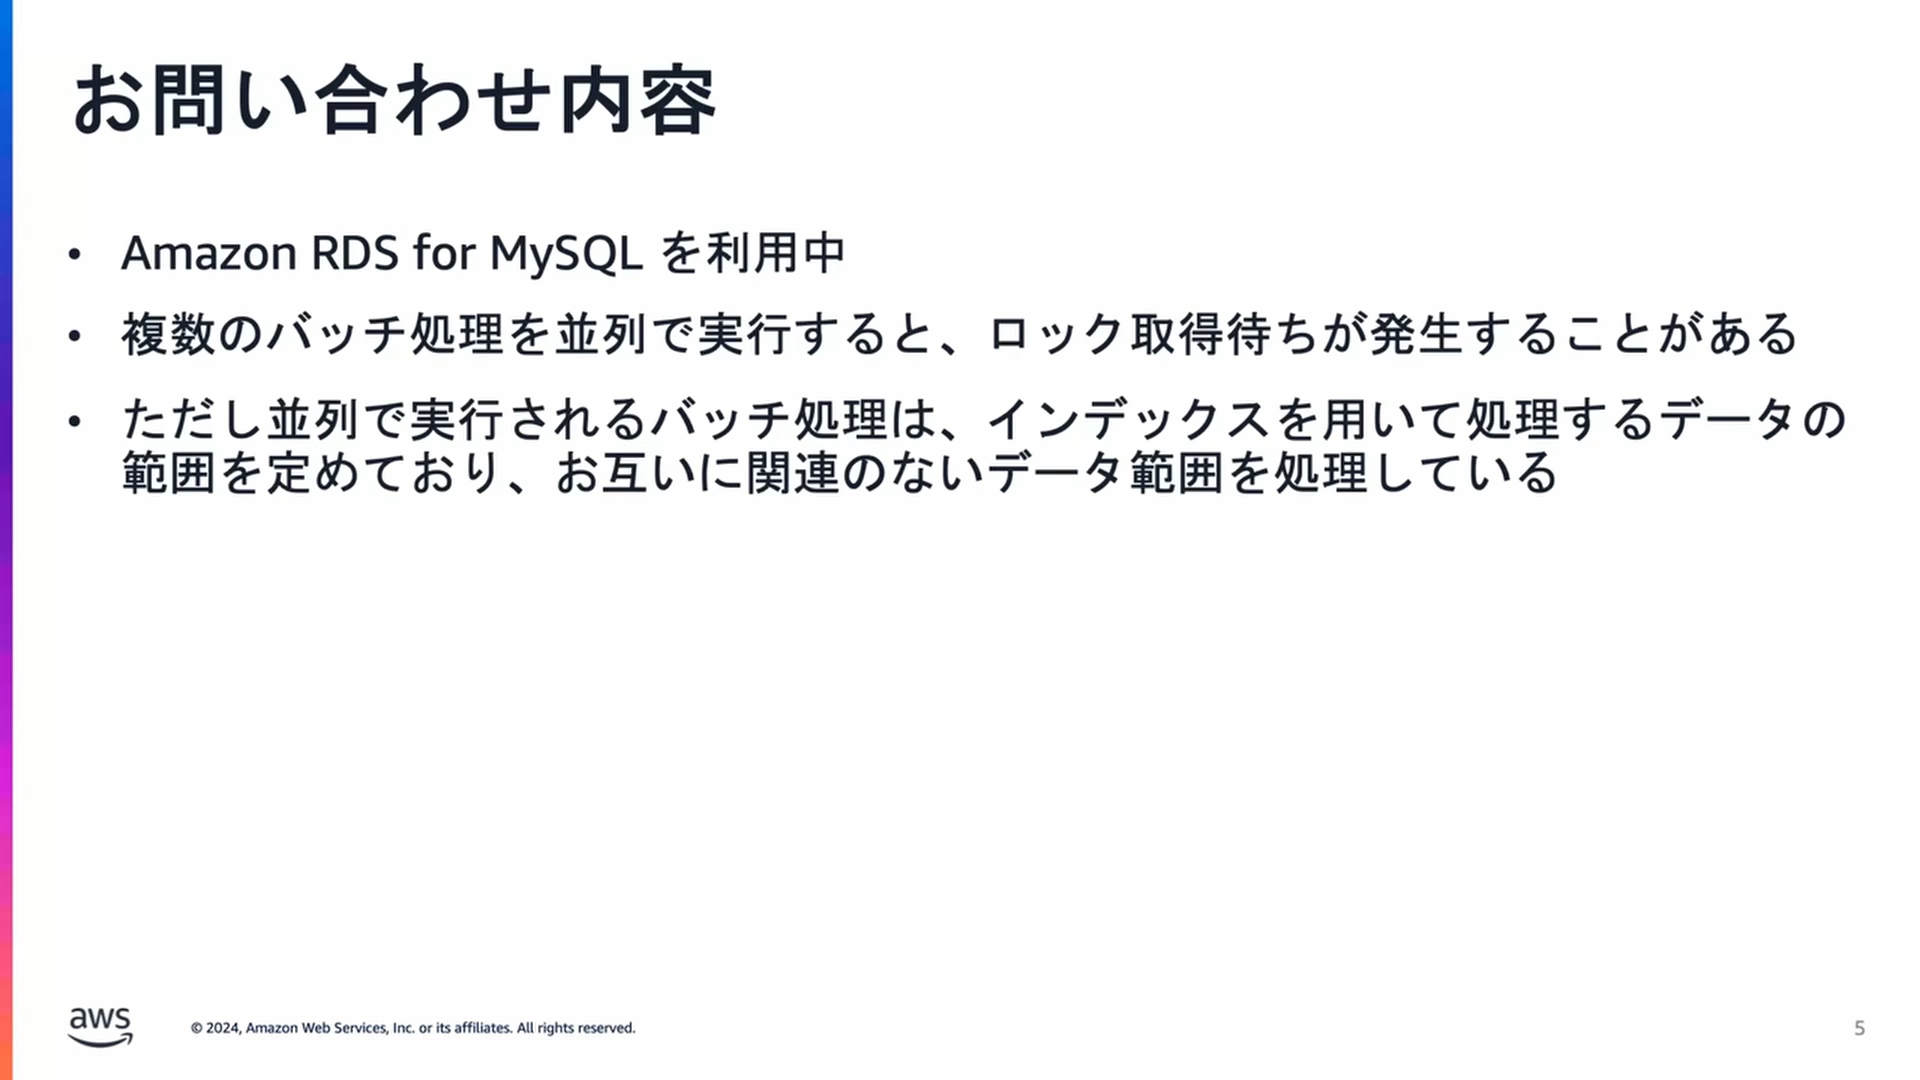 お問い合わせ内容
• Amazon RDS for MySQL を利用中
• 複数のバッチ処理を並列で実行すると、ロック取得待ちが発生することがある
• ただし並列で実行されるバッチ処理は、インデックスを用いて処理するデータの
範囲を定めており、お互いに関連のないデータ範囲を処理している
aws
© 2024, Amazon Web Services, Inc. or its affiliates. All rights reserved.
5